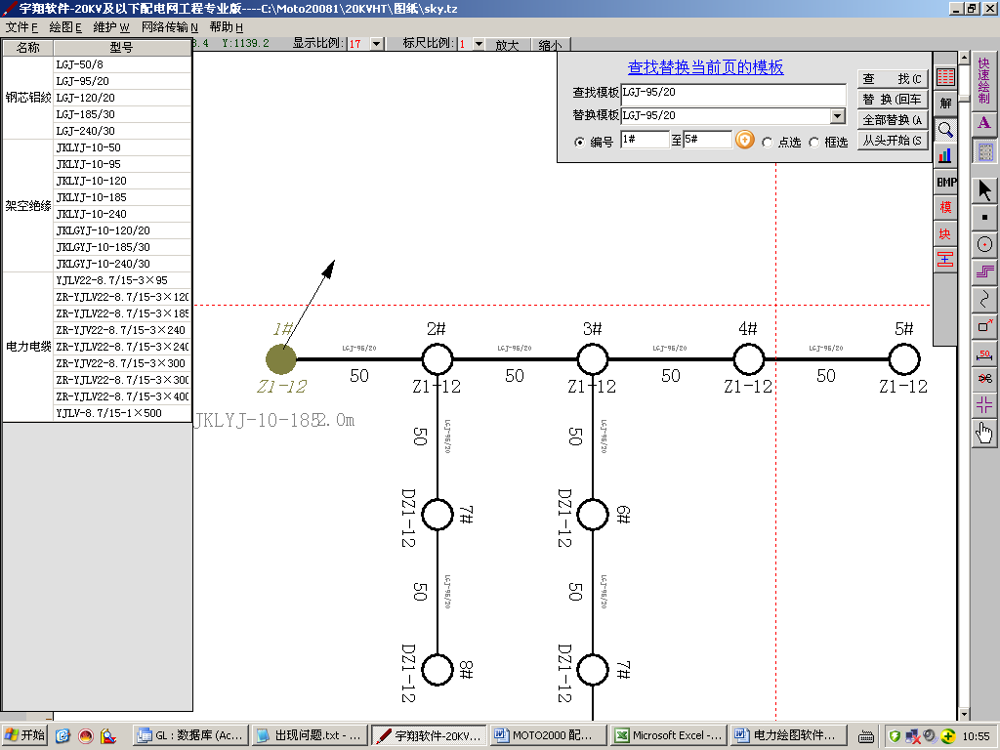 宇翔软件-20KV及以下配电网工程专业版----C:\Moto20081\20KVHT\图纸\sky.tz
文件F 绘图E 维护W 网络传输N 帮助H
3.4 Y:1139.2 显示比例: 17 标尺比例: 1 放大 缩小
名称 型号
钢芯铝绞
LGJ-50/8
LGJ-95/20
LGJ-120/20
LGJ-185/30
LGJ-240/30
架空绝缘
JKLYJ-10-50
JKLYJ-10-95
JKLYJ-10-120
JKLYJ-10-185
JKLYJ-10-240
JKLGYJ-10-120/20
JKLGYJ-10-185/30
JKLGYJ-10-240/30
电力电缆
YJLV22-8.7/15-3×95
ZR-YJLV22-8.7/15-3×120
ZR-YJLV22-8.7/15-3×185
ZR-YJV22-8.7/15-3×240
ZR-YJLV22-8.7/15-3×240
ZR-YJV22-8.7/15-3×300
ZR-YJLV22-8.7/15-3×300
ZR-YJLV22-8.7/15-3×400
YJLV-8.7/15-1×500
查找替换当前页的模板
查找模板 LGJ-95/20
替换模板 LGJ-95/20
编号 1# 至 5# 点选 框选
查 找(C
替 换(回车
全部替换(A
从头开始(S
解
BMP
模
块
王
快速绘制
A
50
1# 2# 3# 4# 5#
LGJ-95/20 LGJ-95/20 LGJ-95/20 LGJ-95/20
50 50 50 50
Z1-12 Z1-12 Z1-12 Z1-12 Z1-12
JKLYJ-10-185 2.0m
50 LGJ-95/20 50 LGJ-95/20
DZ1-12 7# DZ1-12 6#
50 LGJ-95/20 50 LGJ-95/20
DZ1-12 8# DZ1-12 7#
开始 GL : 数据库 (Ac... 出现问题.txt - ... 宇翔软件-20KV... MOTO2000 配... Microsoft Excel -... 电力绘图软件... 10:55